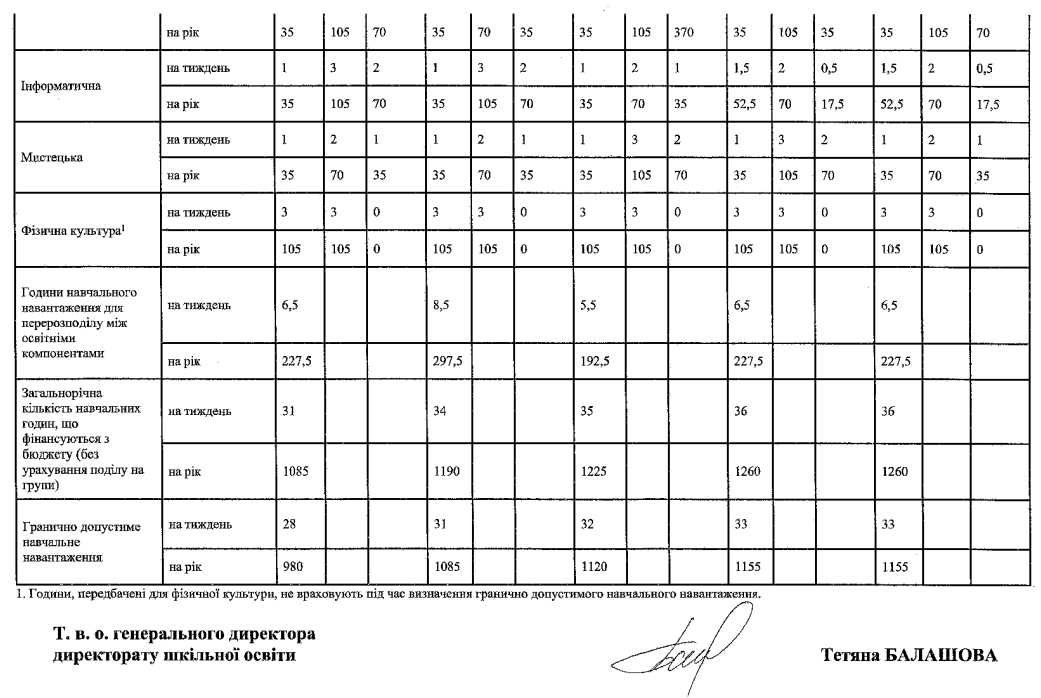 на рік 35 105 70 35 70 35 35 105 370 35 105 35 35 105 70
Інформатична на тиждень 1 3 2 1 3 2 1 2 1 1,5 2 0,5 1,5 2 0,5
на рік 35 105 70 35 105 70 35 70 35 52,5 70 17,5 52,5 70 17,5
Мистецька на тиждень 1 2 1 1 2 1 1 3 2 1 3 2 1 2 1
на рік 35 70 35 35 70 35 35 105 70 35 105 70 35 70 35
Фізична культура¹ на тиждень 3 3 0 3 3 0 3 3 0 3 3 0 3 3 0
на рік 105 105 0 105 105 0 105 105 0 105 105 0 105 105 0
Години навчального
навантаження для
перерозподілу між
освітніми
компонентами
на тиждень 6,5 8,5 5,5 6,5 6,5
на рік 227,5 297,5 192,5 227,5 227,5
Загальнорічна
кількість навчальних
годин, що
фінансуються з
бюджету (без
урахування поділу на
групи)
на тиждень 31 34 35 36 36
на рік 1085 1190 1225 1260 1260
Гранично допустиме
навчальне
навантаження
на тиждень 28 31 32 33 33
на рік 980 1085 1120 1155 1155
1. Години, передбачені для фізичної культури, не враховують під час визначення гранично допустимого навчального навантаження.
Т. в. о. генерального директора
директорату шкільної освіти
Тетяна БАЛАШОВА